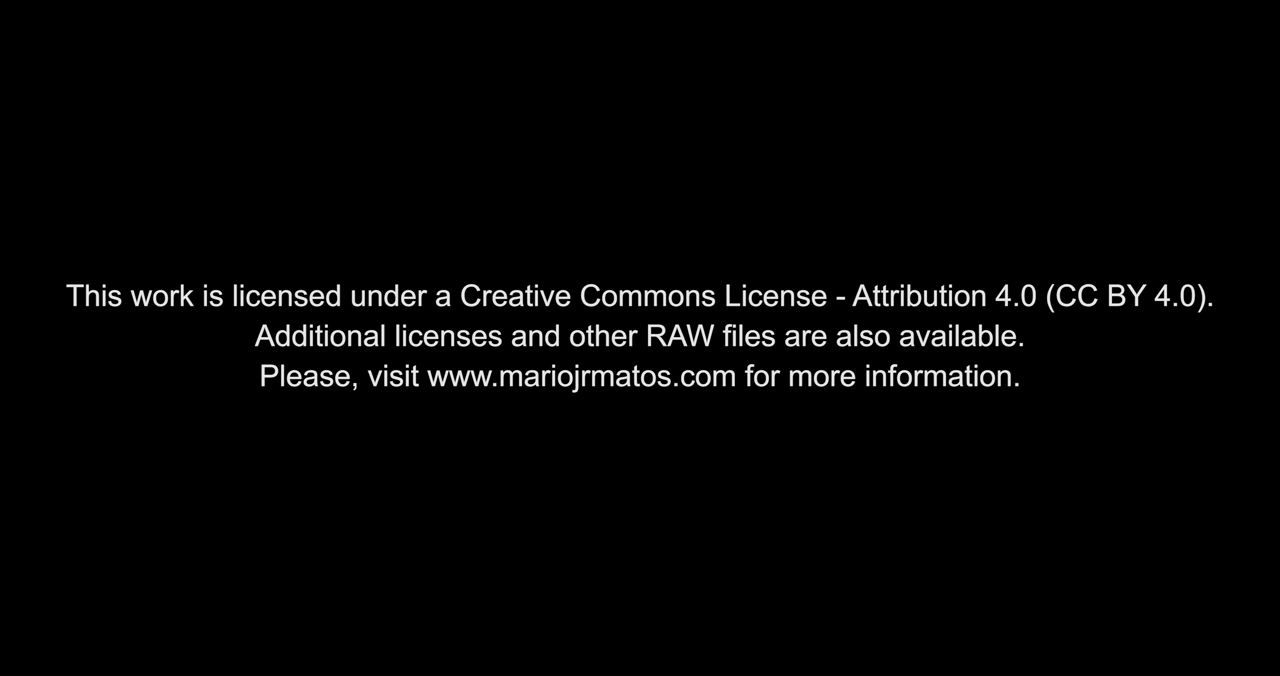 This work is licensed under a Creative Commons License - Attribution 4.0 (CC BY 4.0).
Additional licenses and other RAW files are also available.
Please, visit www.mariojrmatos.com for more information.